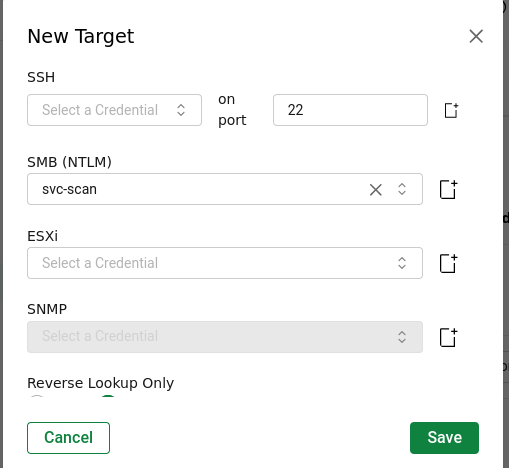 New Target
SSH
Select a Credential
on
port
22
SMB (NTLM)
svc-scan
ESXi
Select a Credential
SNMP
Select a Credential
Reverse Lookup Only
Cancel
Save